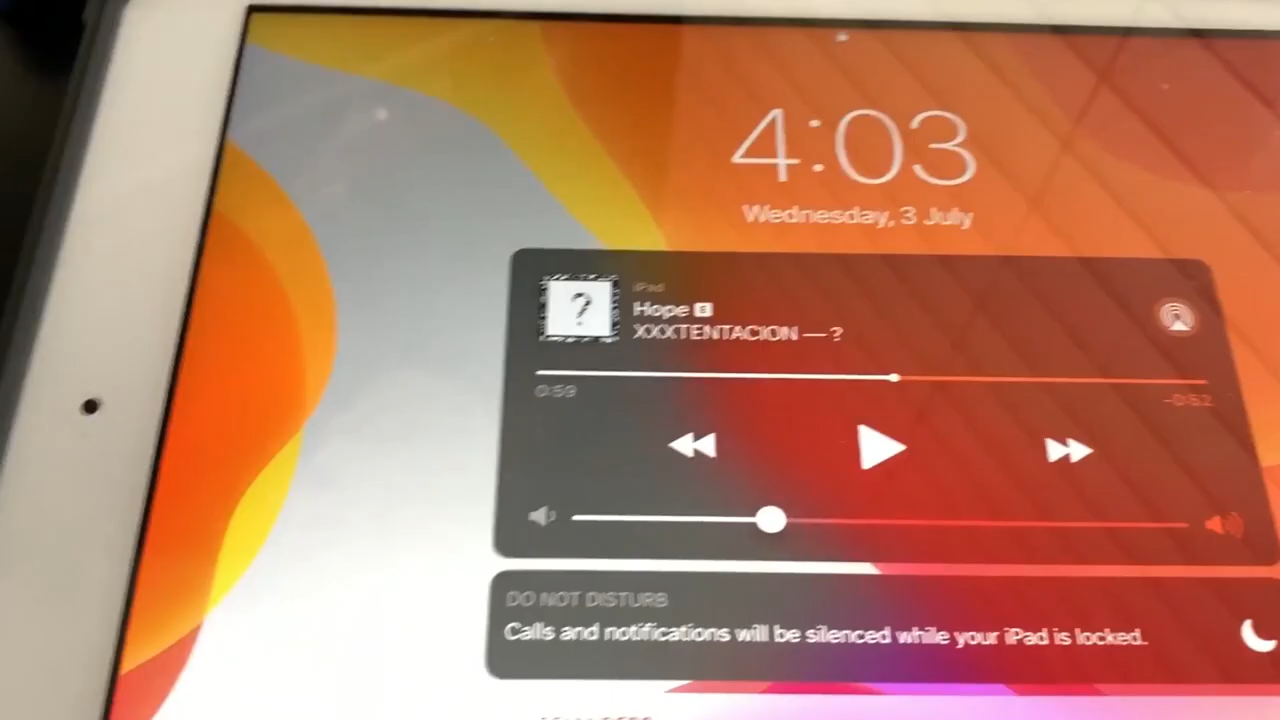 4:03
Wednesday, 3 July
?
iPad
Hope E
XXXTENTACION — ?
0:59
-0:52
DO NOT DISTURB
Calls and notifications will be silenced while your iPad is locked.